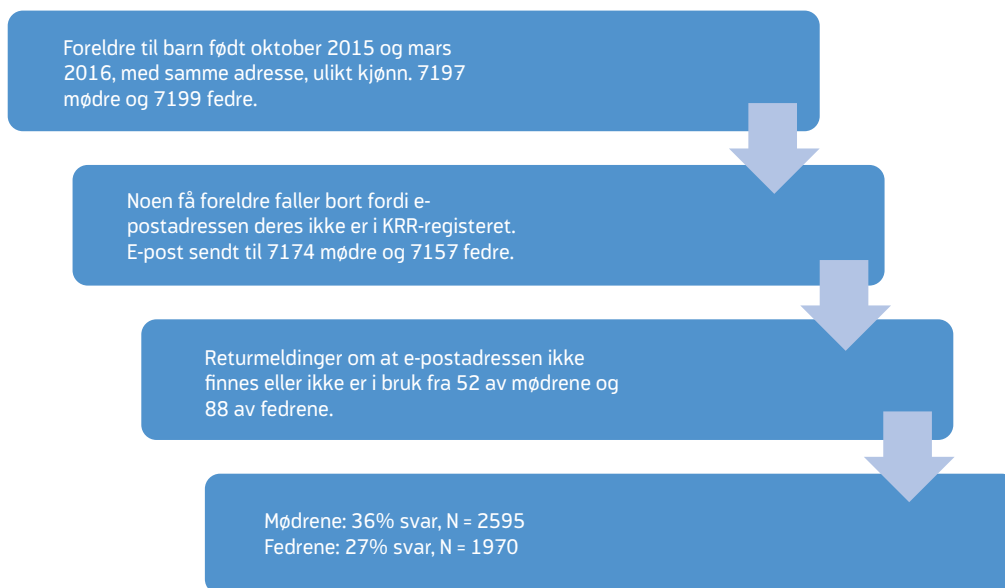 Foreldre til barn født oktober 2015 og mars
2016, med samme adresse, ulikt kjønn. 7197
mødre og 7199 fedre.
Noen få foreldre faller bort fordi e-
postadressen deres ikke er i KRR-registeret.
E-post sendt til 7174 mødre og 7157 fedre.
Returmeldinger om at e-postadressen ikke
finnes eller ikke er i bruk fra 52 av mødrene og
88 av fedrene.
Mødrene: 36% svar, N = 2595
Fedrene: 27% svar, N = 1970